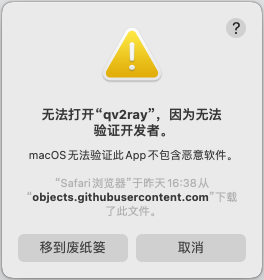 ?
无法打开“qv2ray”，因为无法
验证开发者。
macOS 无法验证此 App 不包含恶意软件。
“Safari 浏览器”于昨天 16:38 从
“objects.githubusercontent.com”下载
了此文件。
移到废纸篓
取消